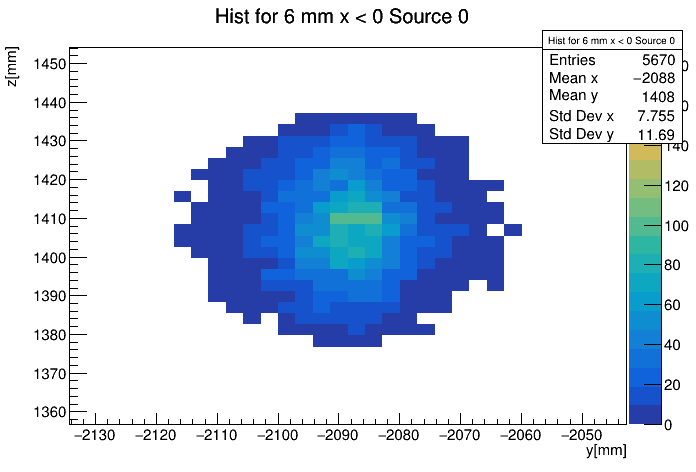 Hist for 6 mm x < 0 Source 0
z[mm]
1450
1440
1430
1420
1410
1400
1390
1380
1370
1360
−2130 −2120 −2110 −2100 −2090 −2080 −2070 −2060 −2050
y[mm]
Hist for 6 mm x < 0 Source 0
Entries 5670
Mean x −2088
Mean y 1408
Std Dev x 7.755
Std Dev y 11.69
140
120
100
80
60
40
20
0